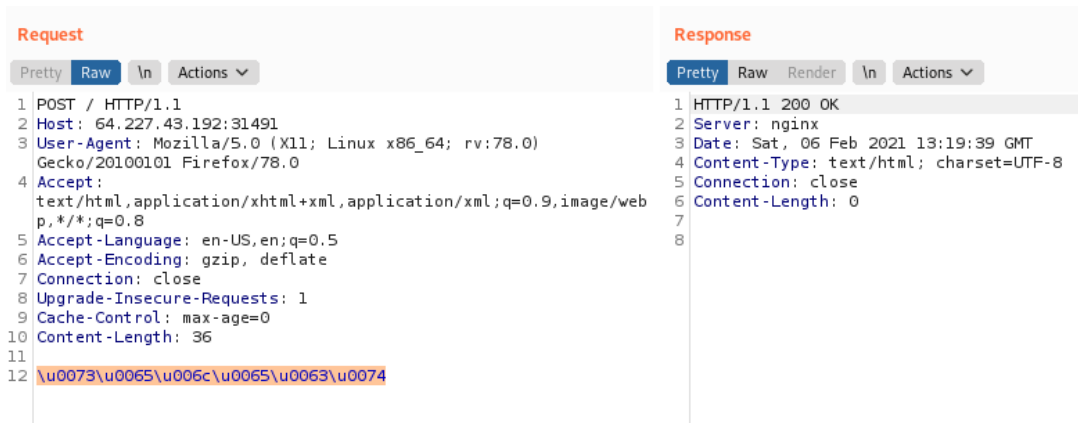 Request
Pretty Raw \n Actions
1 POST / HTTP/1.1
2 Host: 64.227.43.192:31491
3 User-Agent: Mozilla/5.0 (X11; Linux x86_64; rv:78.0)
Gecko/20100101 Firefox/78.0
4 Accept:
text/html,application/xhtml+xml,application/xml;q=0.9,image/web
p,*/*;q=0.8
5 Accept-Language: en-US,en;q=0.5
6 Accept-Encoding: gzip, deflate
7 Connection: close
8 Upgrade-Insecure-Requests: 1
9 Cache-Control: max-age=0
10 Content-Length: 36
11
12 \u0073\u0065\u006c\u0065\u0063\u0074
Response
Pretty Raw Render \n Actions
1 HTTP/1.1 200 OK
2 Server: nginx
3 Date: Sat, 06 Feb 2021 13:19:39 GMT
4 Content-Type: text/html; charset=UTF-8
5 Connection: close
6 Content-Length: 0
7
8